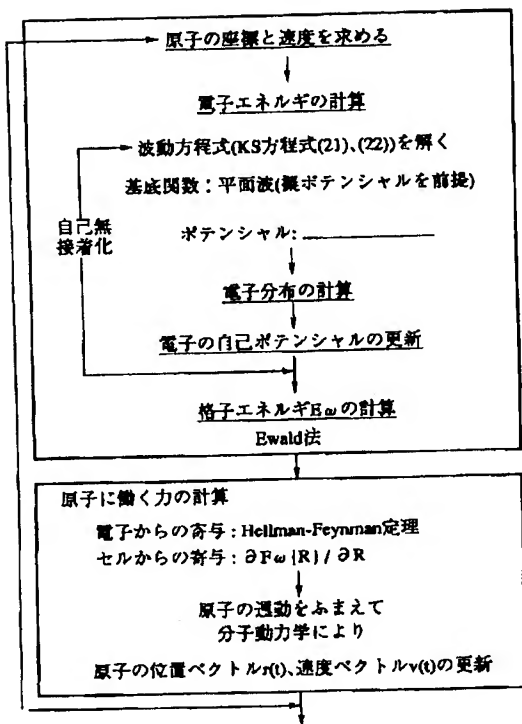 原子の座標と速度を求める
電子エネルギの計算
波動方程式(KS方程式(21)、(22))を解く
基底関数：平面波(擬ポテンシャルを前提)
自己無
接着化
ポテンシャル：
電子分布の計算
電子の自己ポテンシャルの更新
格子エネルギEωの計算
Ewald法
原子に働く力の計算
電子からの寄与：Hellman-Feynman定理
セルからの寄与：∂Fω{R}/∂R
原子の運動をふまえて
分子動力学により
原子の位置ベクトルr(t)、速度ベクトルv(t)の更新